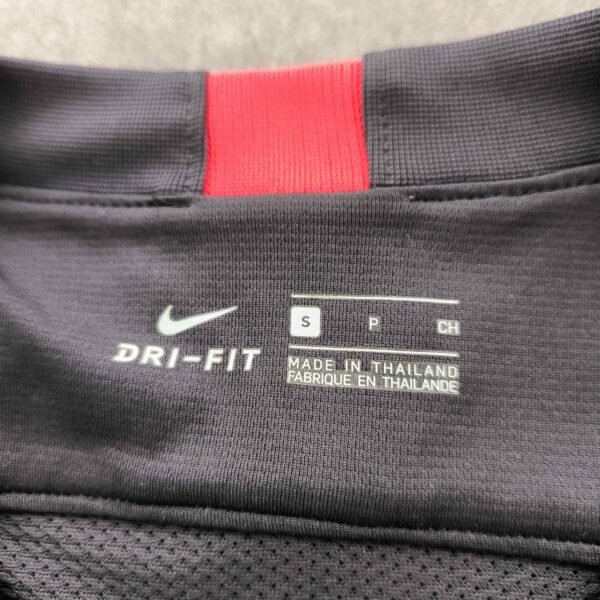 DRI-FIT
S P CH
MADE IN THAILAND
FABRIQUE EN THAILANDE